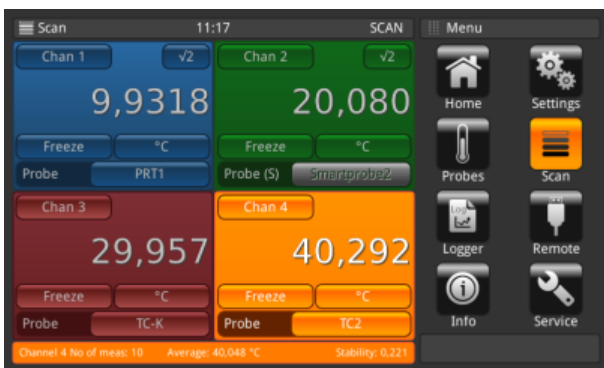 Scan 11:17 SCAN
Chan 1 √2
9,9318
Freeze °C
Probe PRT1
Chan 2 √2
20,080
Freeze °C
Probe (S) Smartprobe2
Chan 3
29,957
Freeze °C
Probe TC-K
Chan 4
40,292
Freeze °C
Probe TC2
Channel 4 No of meas: 10 Average: 40,048 °C Stability: 0,221
Menu
Home Settings
Probes Scan
Log
Logger Remote
Info Service